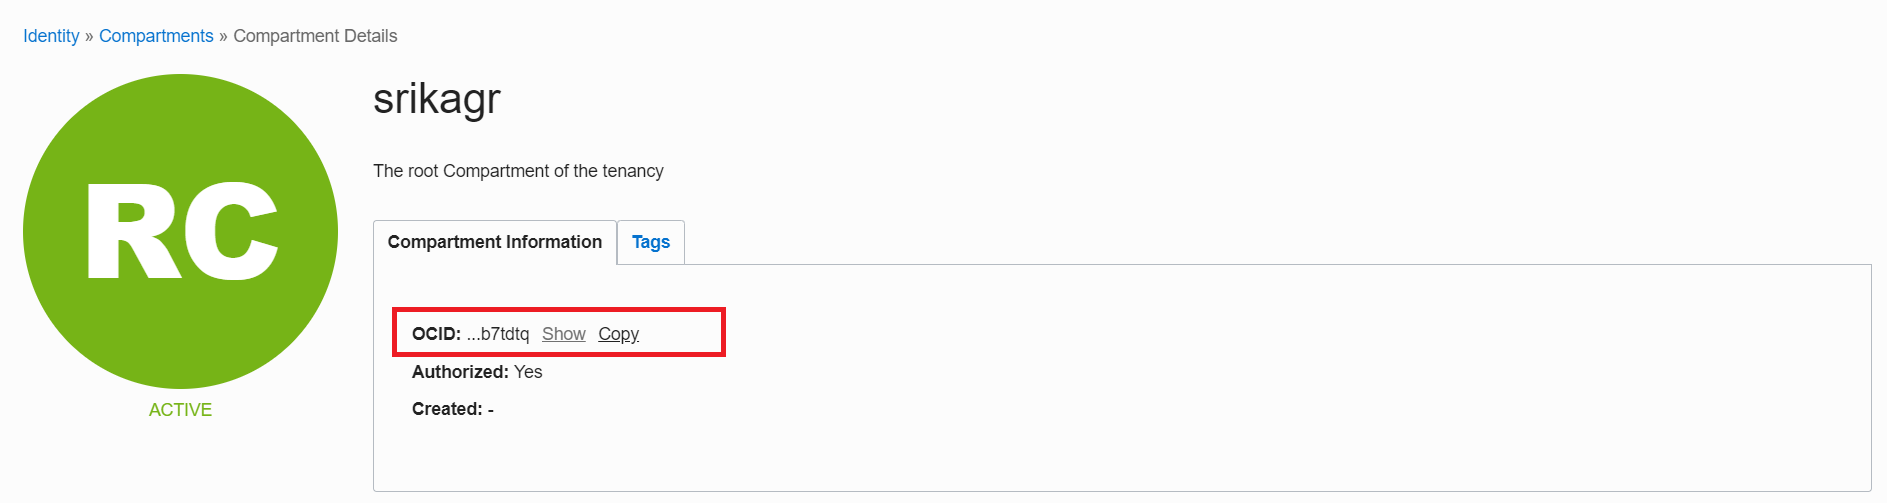 Identity » Compartments » Compartment Details
RC
ACTIVE
srikagr
The root Compartment of the tenancy
Compartment Information
Tags
OCID: ...b7tdtq Show Copy
Authorized: Yes
Created: -